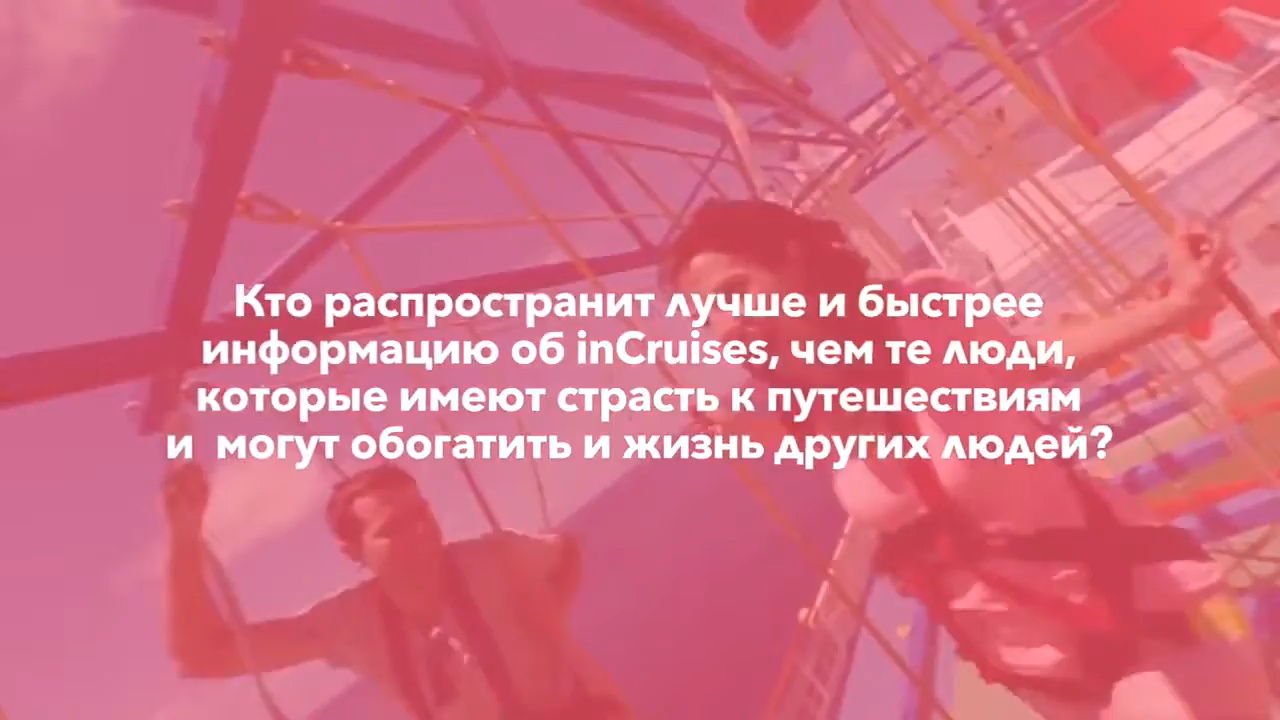 Кто распространит лучше и быстрее
информацию об inCruises, чем те люди,
которые имеют страсть к путешествиям
и могут обогатить и жизнь других людей?